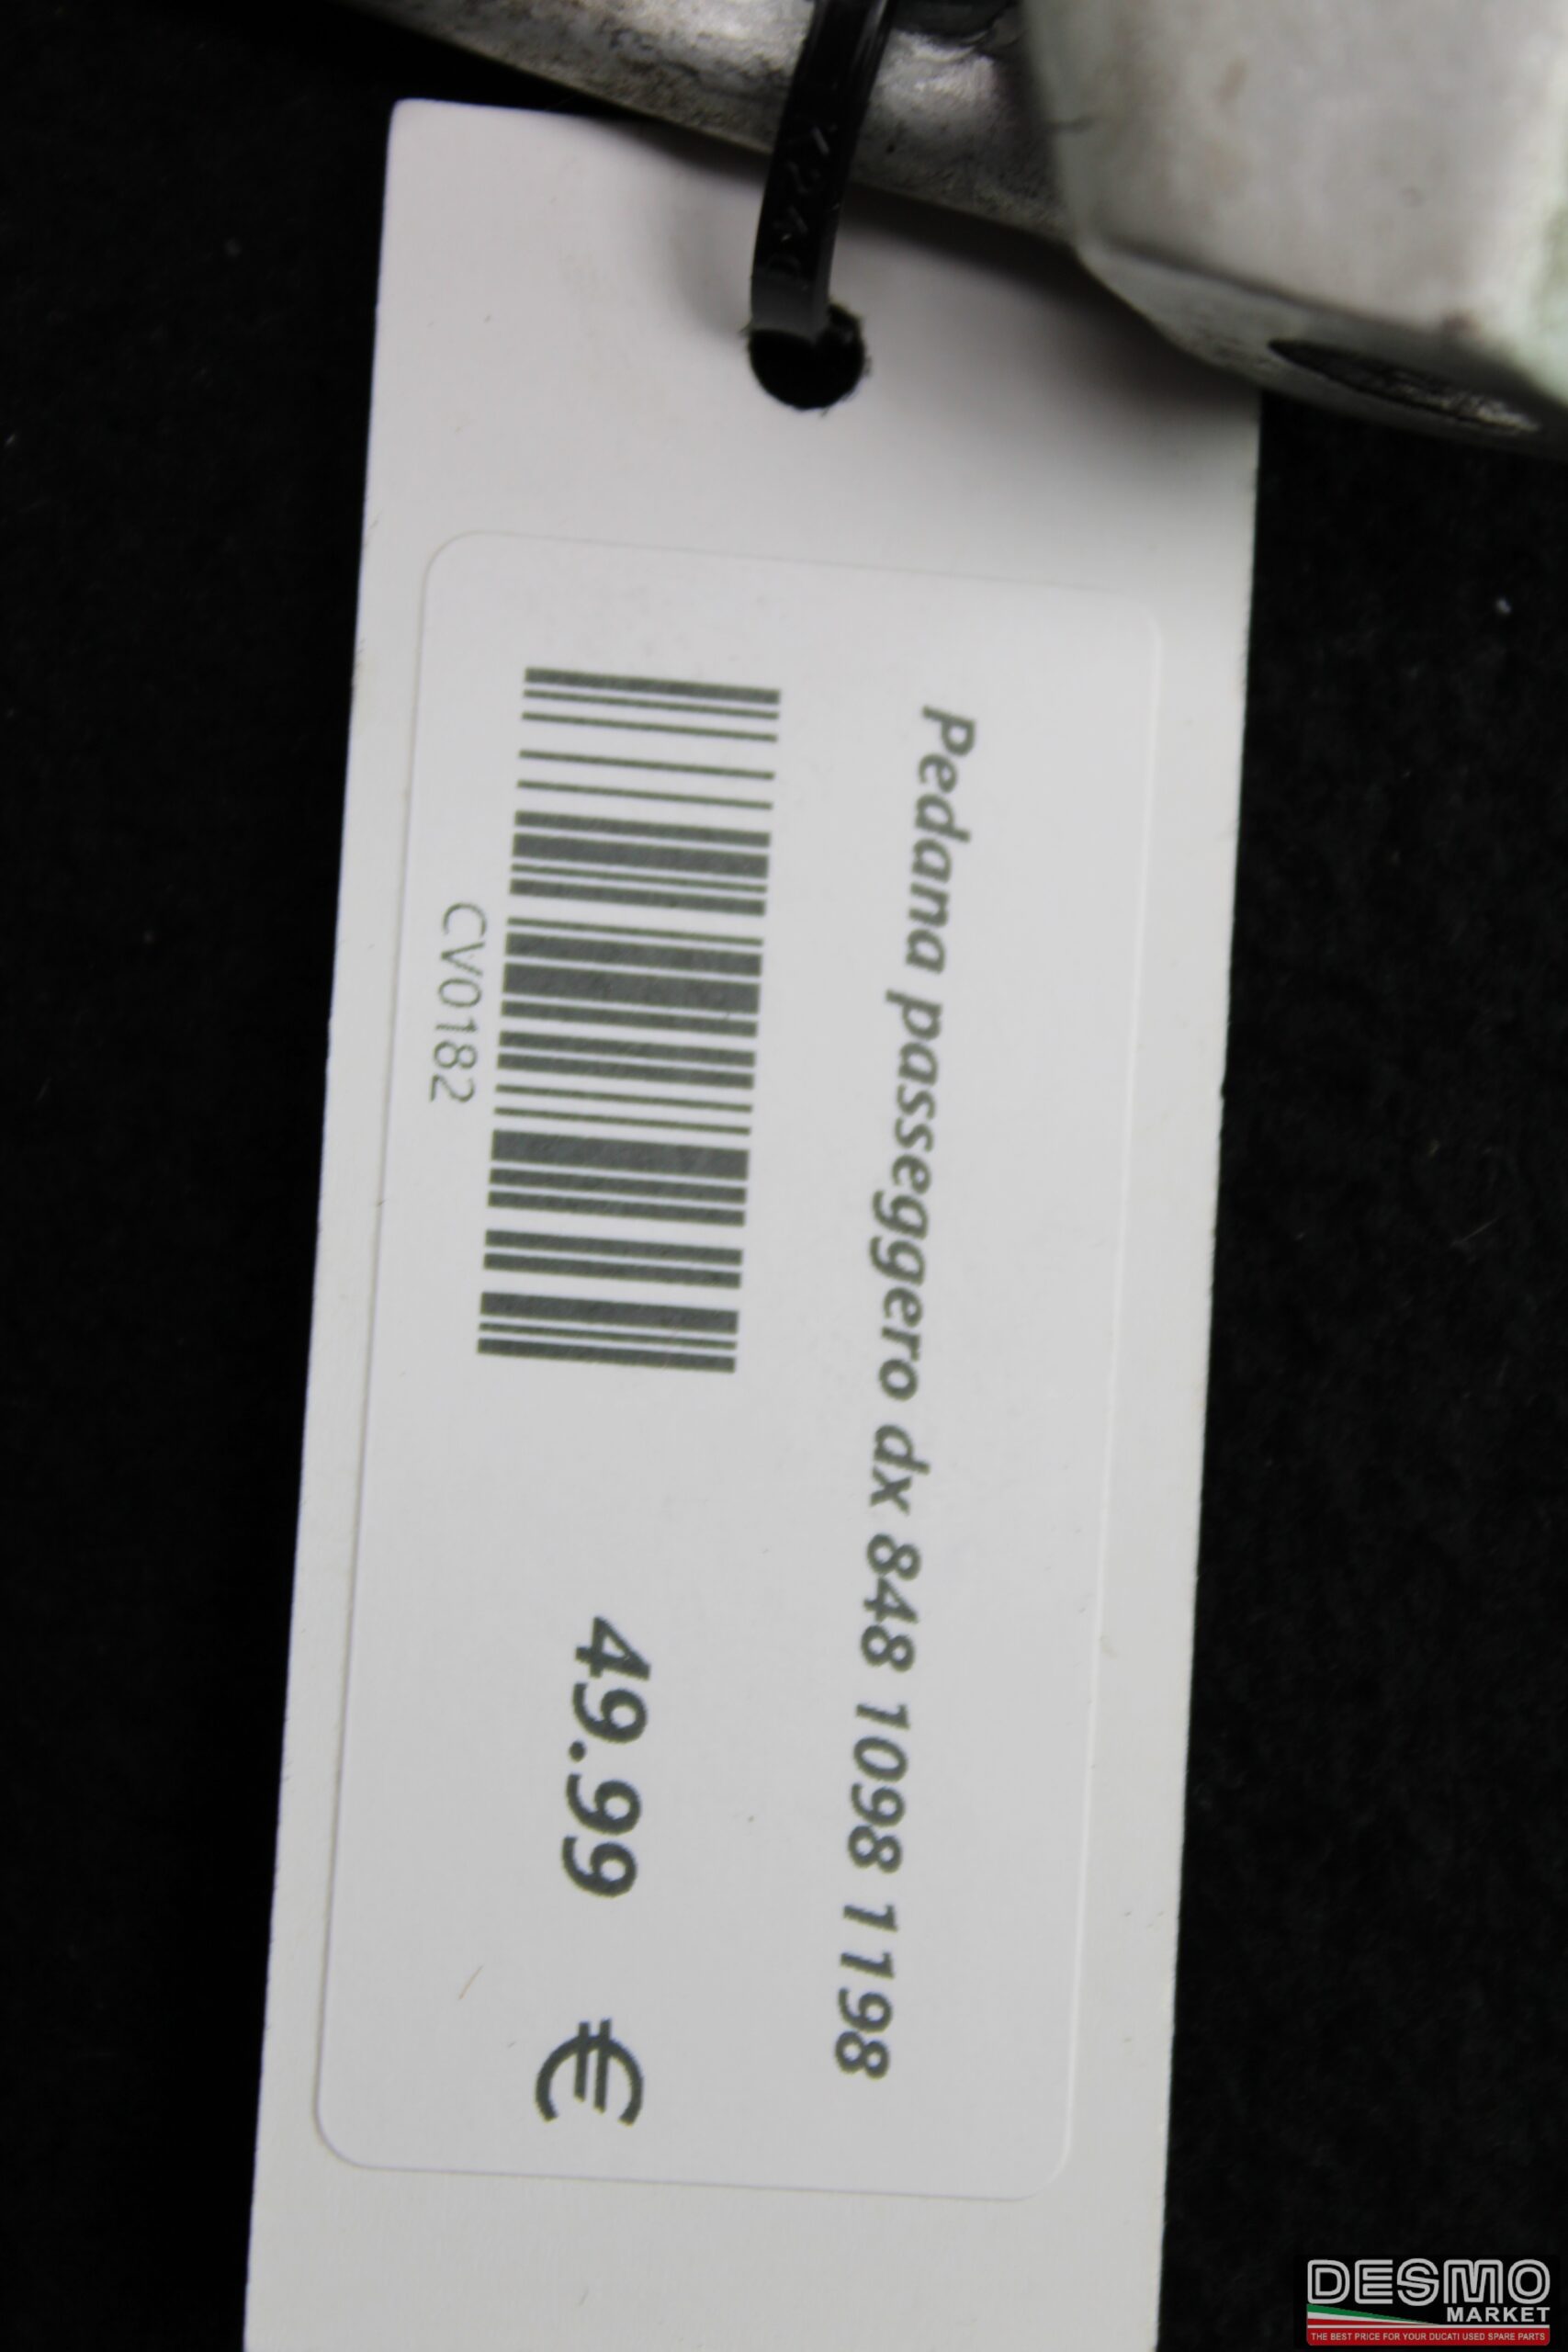 Pedana passeggero dx 848 1098 1198
CV0182
49.99 €
DESMO
MARKET
THE BEST PRICE FOR YOUR DUCATI USED SPARE PARTS